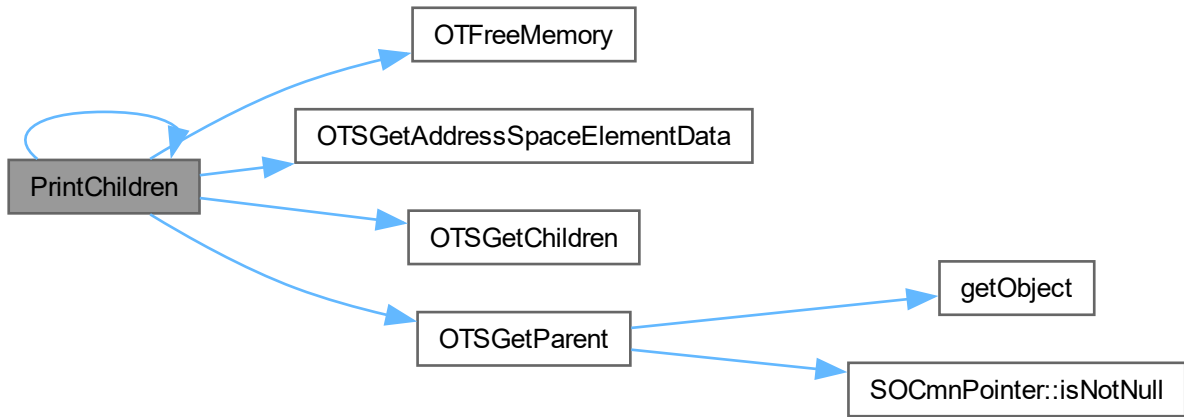 OTFreeMemory
OTSGetAddressSpaceElementData
PrintChildren
OTSGetChildren
getObject
OTSGetParent
SOCmnPointer::isNotNull